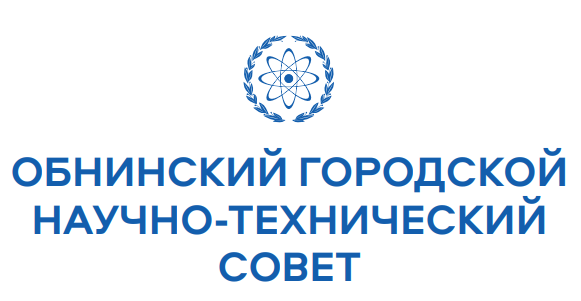 ОБНИНСКИЙ ГОРОДСКОЙ
НАУЧНО-ТЕХНИЧЕСКИЙ
СОВЕТ